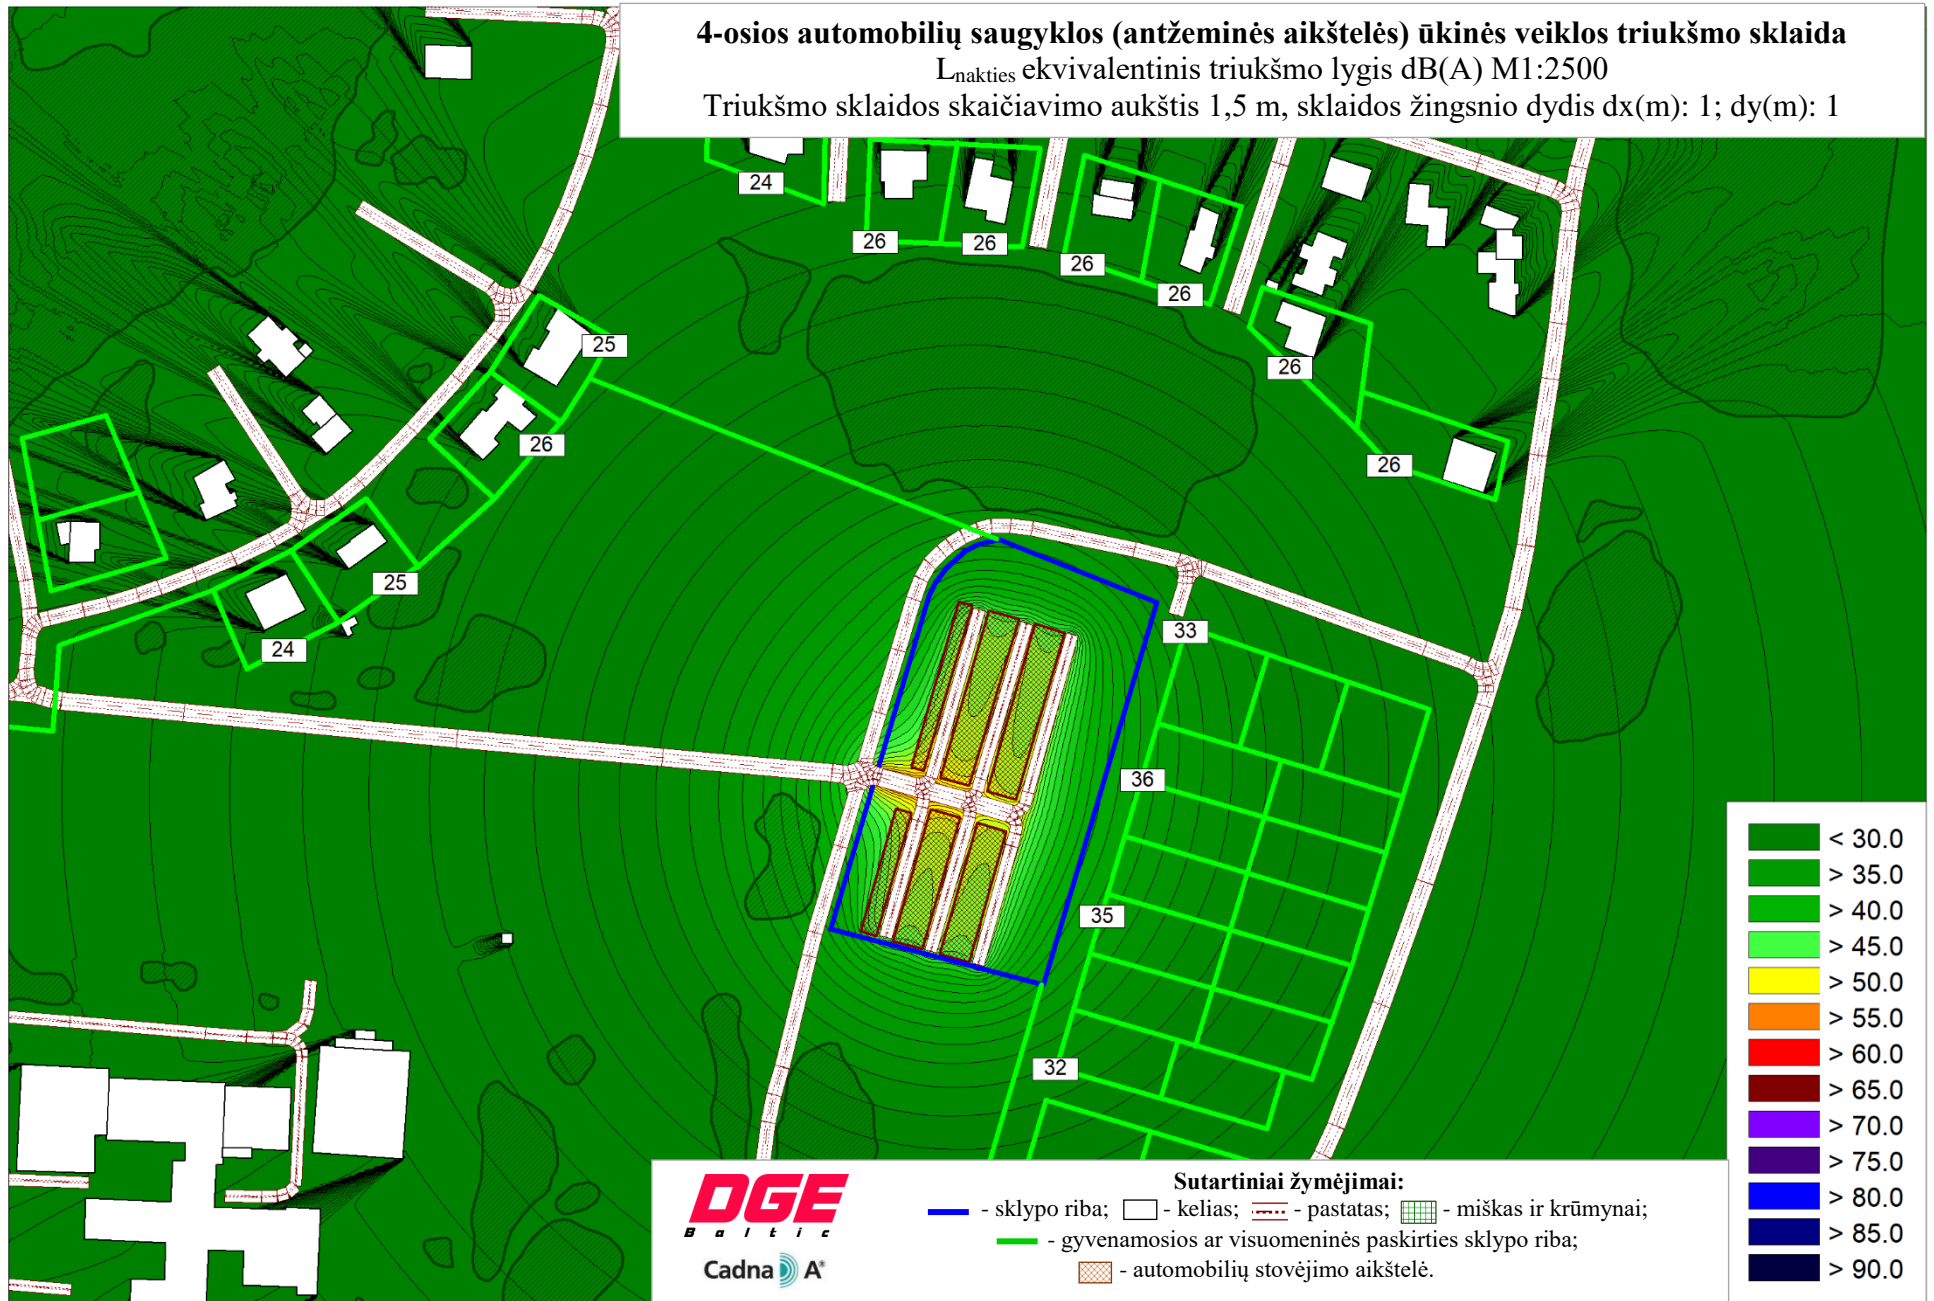 4-osios automobilių saugyklos (antžeminės aikštelės) ūkinės veiklos triukšmo sklaida
Lnakties ekvivalentinis triukšmo lygis dB(A) M1:2500
Triukšmo sklaidos skaičiavimo aukštis 1,5 m, sklaidos žingsnio dydis dx(m): 1; dy(m): 1
24
26
26
26
26
25
26
26
26
25
24
33
36
35
32
< 30.0
> 35.0
> 40.0
> 45.0
> 50.0
> 55.0
> 60.0
> 65.0
> 70.0
> 75.0
> 80.0
> 85.0
> 90.0
DGE
Baltic
Cadna A®
Sutartiniai žymėjimai:
- sklypo riba; - kelias; - pastatas; - miškas ir krūmynai;
- gyvenamosios ar visuomeninės paskirties sklypo riba;
- automobilių stovėjimo aikštelė.